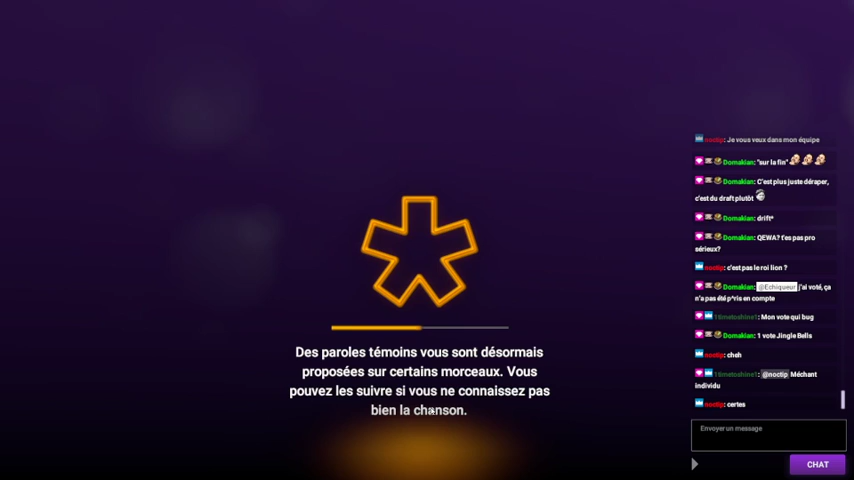 Des paroles témoins vous sont désormais
proposées sur certains morceaux. Vous
pouvez les suivre si vous ne connaissez pas
bien la chanson.
noctip: Je vous veux dans mon équipe
Domakian: "sur la fin"
Domakian: C'est plus juste déraper,
c'est du draft plutôt
Domakian: drift*
Domakian: QEWA? t'es pas pro
sérieux?
noctip: c'est pas le roi lion ?
Domakian: @Echiqueur j'ai voté, ça
n'a pas été p^ris en compte
1timetoshine1: Mon vote qui bug
Domakian: 1 vote Jingle Bells
noctip: cheh
1timetoshine1: @noctip Méchant
individu
noctip: certes
Envoyer un message
CHAT